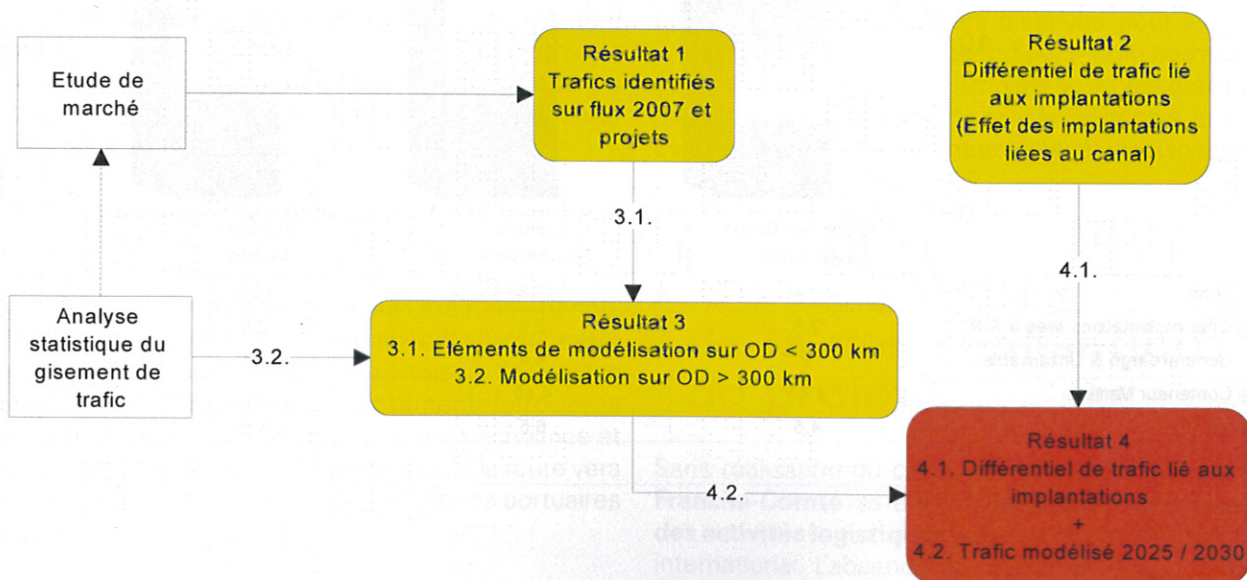 Etude de
marché
Résultat 1
Trafics identifiés
sur flux 2007 et
projets
Résultat 2
Différentiel de trafic lié
aux implantations
(Effet des implantations
liées au canal)
3.1.
4.1.
Analyse
statistique du
gisement de
trafic
3.2.
Résultat 3
3.1. Eléments de modélisation sur OD < 300 km
3.2. Modélisation sur OD > 300 km
4.2.
Résultat 4
4.1. Différentiel de trafic lié aux
implantations
+
4.2. Trafic modélisé 2025 / 2030